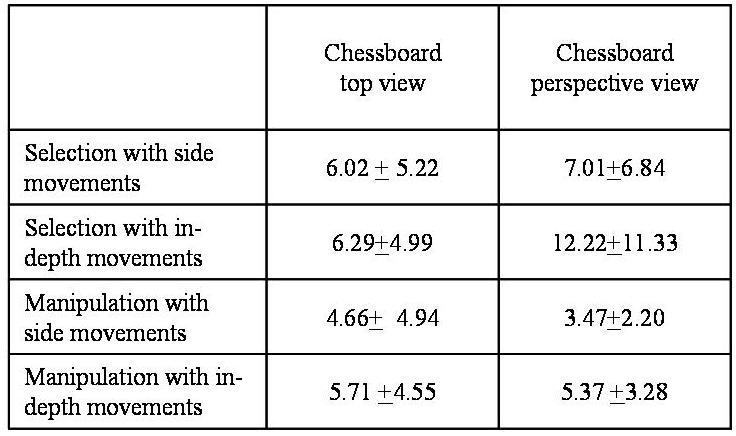 Chessboard
top view
Chessboard
perspective view
Selection with side
movements
6.02 ± 5.22
7.01±6.84
Selection with in-
depth movements
6.29±4.99
12.22±11.33
Manipulation with
side movements
4.66± 4.94
3.47±2.20
Manipulation with in-
depth movements
5.71 ±4.55
5.37 ±3.28